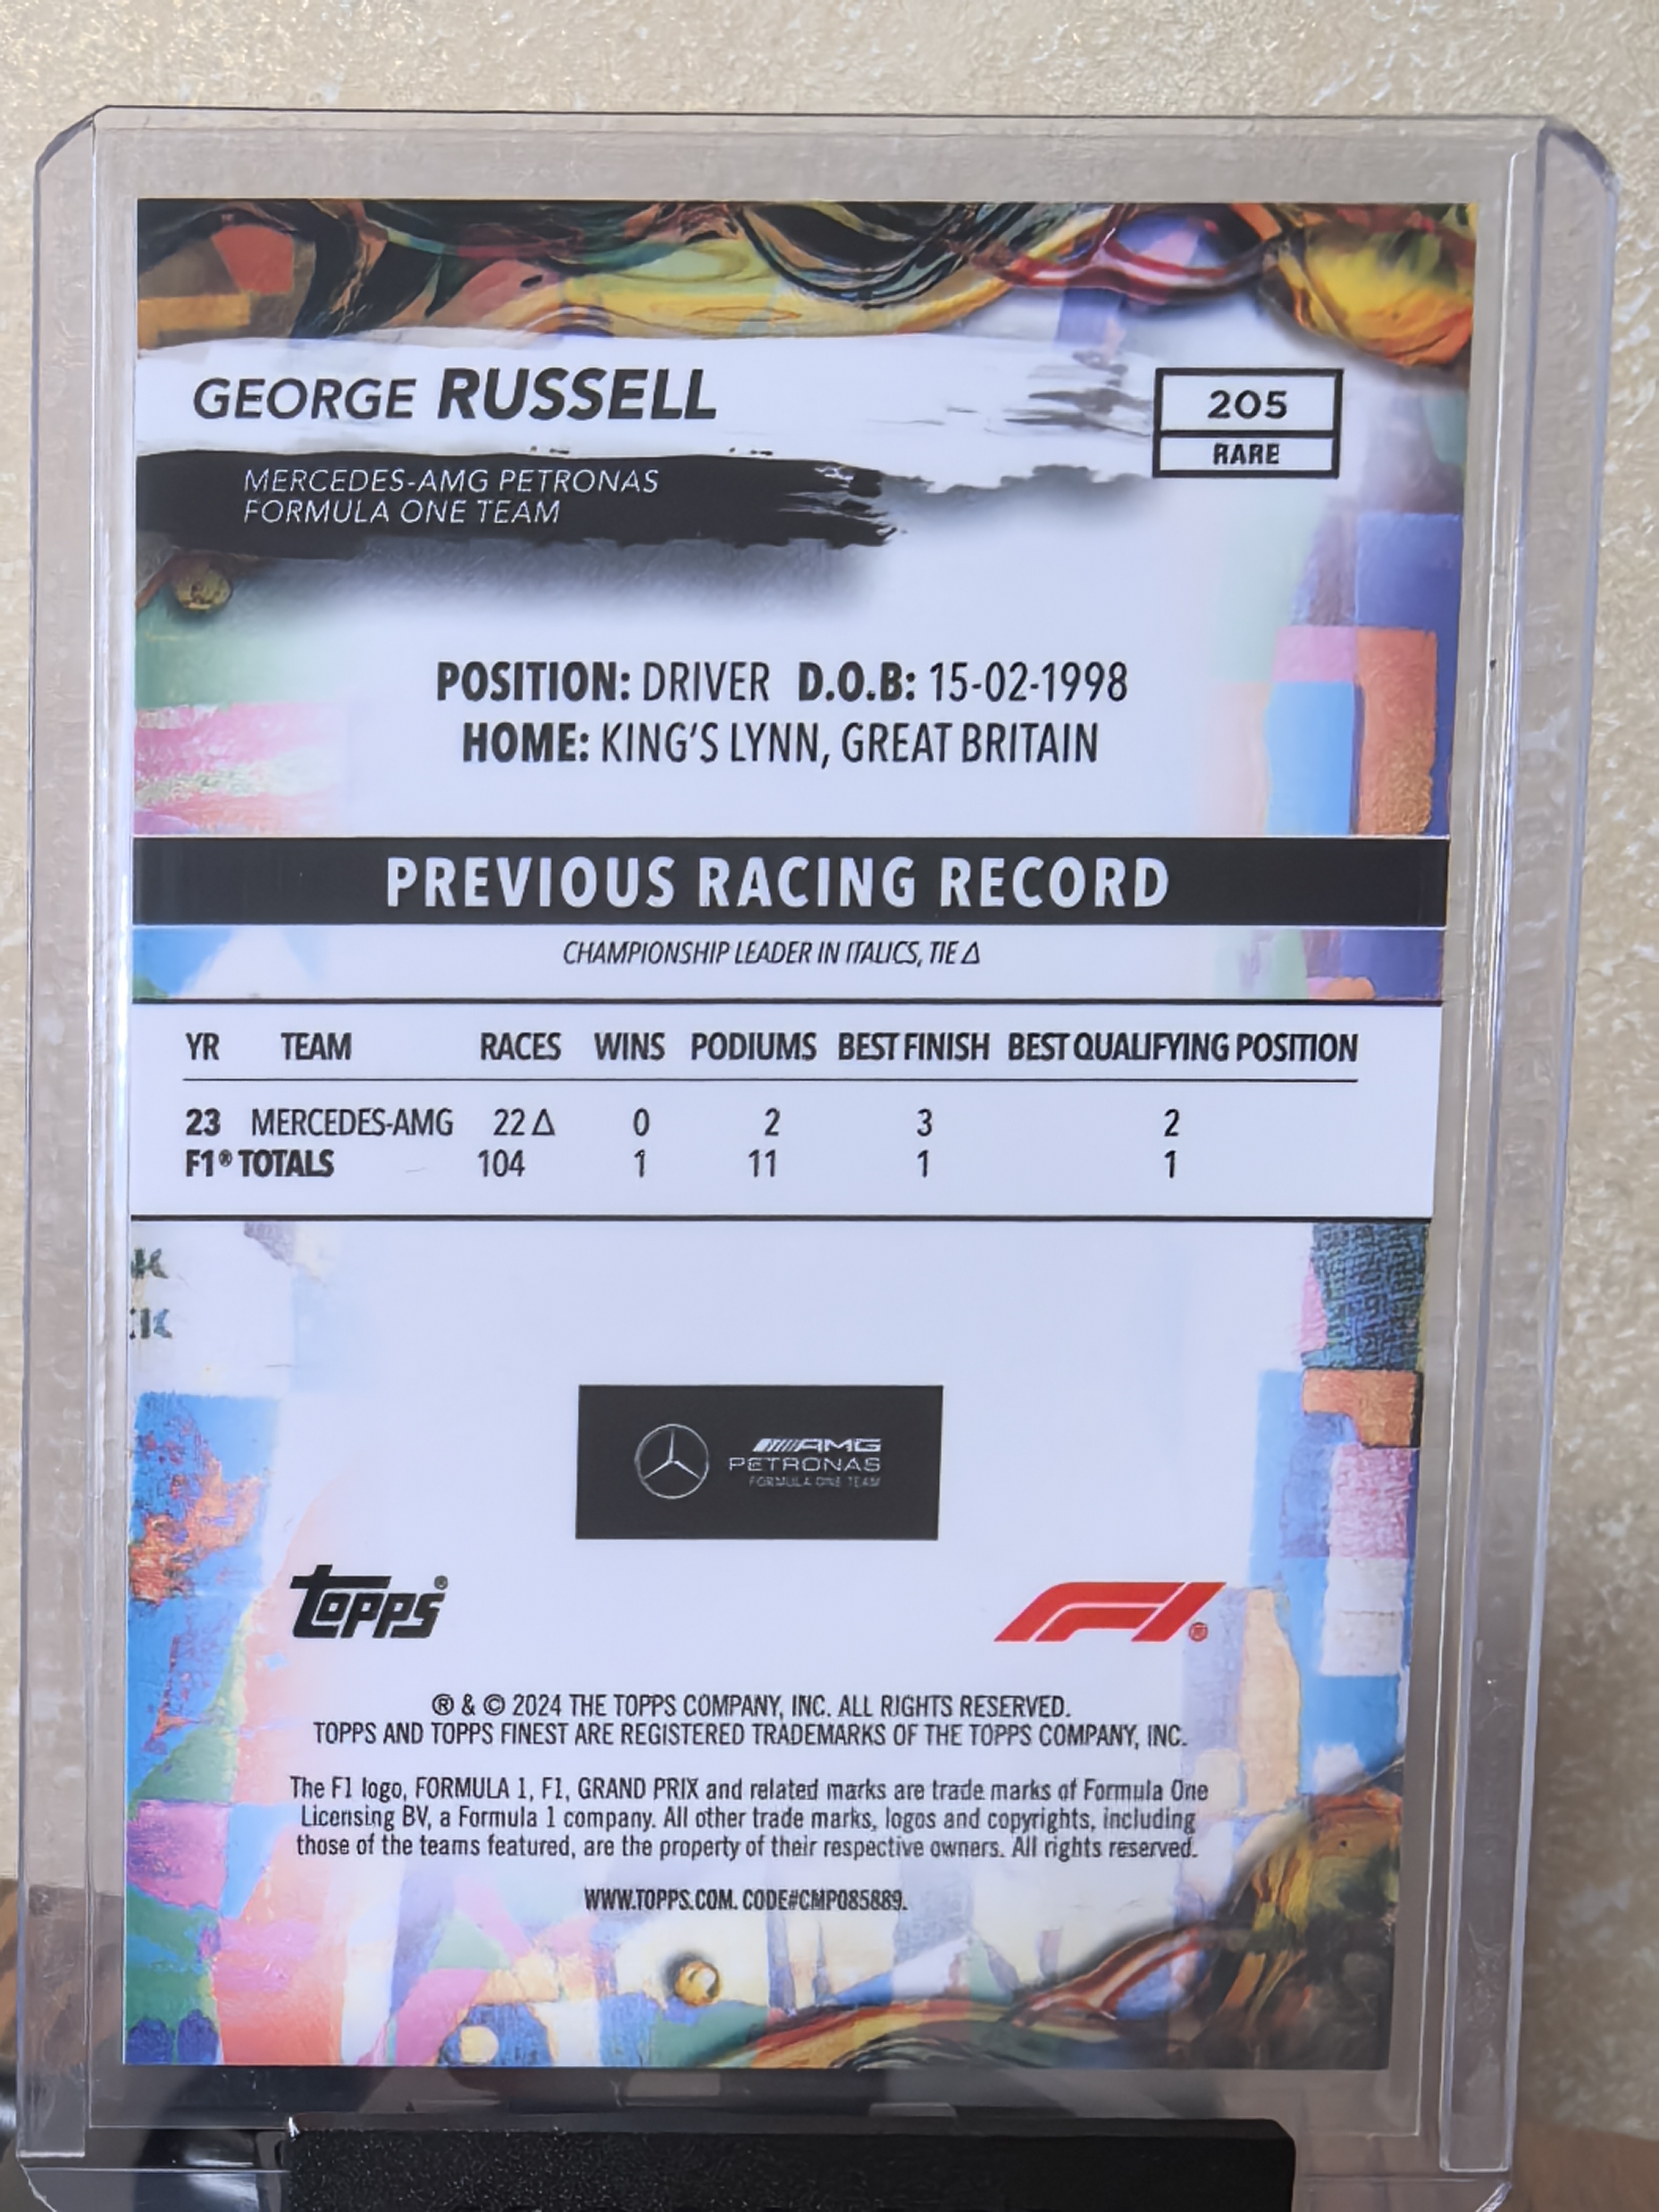 GEORGE RUSSELL
205
RARE
MERCEDES-AMG PETRONAS
FORMULA ONE TEAM
POSITION: DRIVER D.O.B: 15-02-1998
HOME: KING'S LYNN, GREAT BRITAIN
PREVIOUS RACING RECORD
CHAMPIONSHIP LEADER IN ITALICS, TIE Δ
YR TEAM RACES WINS PODIUMS BEST FINISH BEST QUALIFYING POSITION
23 MERCEDES-AMG 22 Δ 0 2 3 2
F1® TOTALS 104 1 11 1 1
AMG
PETRONAS
FORMULA ONE TEAM
TOPPS®
F1®
® & © 2024 THE TOPPS COMPANY, INC. ALL RIGHTS RESERVED.
TOPPS AND TOPPS FINEST ARE REGISTERED TRADEMARKS OF THE TOPPS COMPANY, INC.
The F1 logo, FORMULA 1, F1, GRAND PRIX and related marks are trade marks of Formula One
Licensing BV, a Formula 1 company. All other trade marks, logos and copyrights, including
those of the teams featured, are the property of their respective owners. All rights reserved.
WWW.TOPPS.COM. CODE#CMP085889.